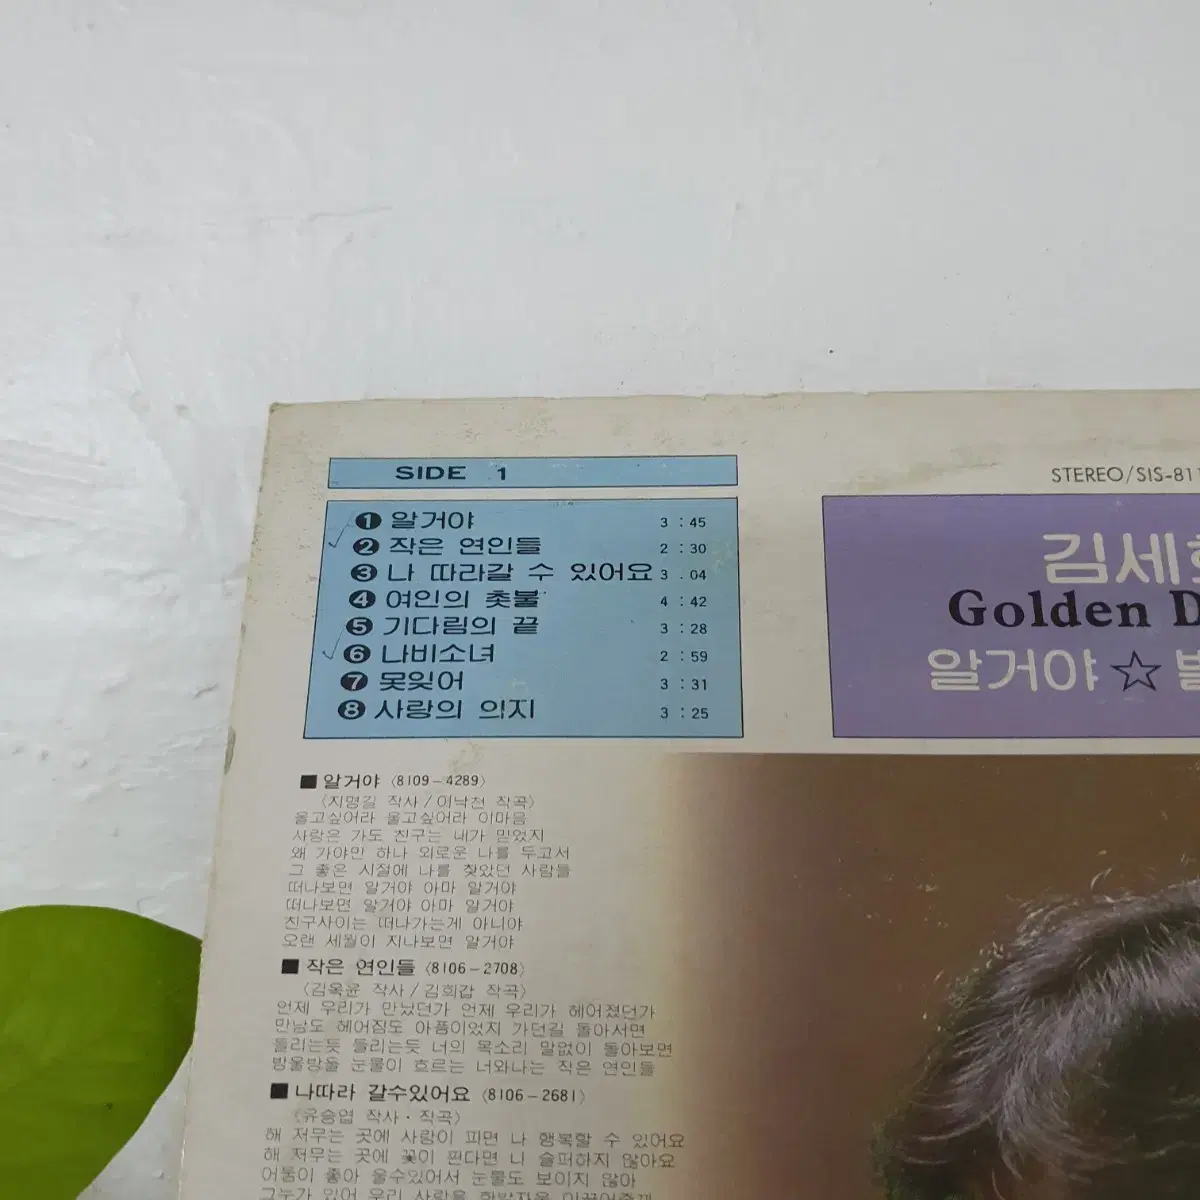 SIDE 1
❶ 알거야 3 : 45
❷ 작은 연인들 2 : 30
❸ 나 따라갈 수 있어요 3 . 04
❹ 여인의 촛불 4 : 42
❺ 기다림의 끝 3 : 28
❻ 나비소녀 2 : 59
❼ 못잊어 3 : 31
❽ 사랑의 의지 3 : 25
STEREO/SIS-811
김세
Golden D
알거야 ☆
■ 알거야 〈8109-4289〉
〈지명길 작사 / 이낙천 작곡〉
울고싶어라 울고싶어라 이마음
사랑은 가도 친구는 내가 믿었지
왜 가야만 하나 외로운 나를 두고서
그 좋은 시절에 나를 찾았던 사람들
떠나보면 알거야 아마 알거야
떠나보면 알거야 아마 알거야
친구사이는 떠나가는게 아니야
오랜 세월이 지나보면 알거야
■ 작은 연인들 〈8106-2708〉
〈김욱윤 작사 / 김희갑 작곡〉
언제 우리가 만났던가 언제 우리가 헤어졌던가
만남도 헤어짐도 아픔이었지 가던길 돌아서면
들리는듯 들리는듯 너의 목소리 말없이 돌아보면
방울방울 눈물이 흐르는 너와나는 작은 연인들
■ 나따라 갈수있어요 〈8106-2681〉
〈유승엽 작사 · 작곡〉
해 저무는 곳에 사랑이 피면 나 행복할 수 있어요
해 저무는 곳에 꽃이 핀다면 니 슬퍼하지 않아요
어둠이 좋아 울수있어서 눈물도 보이지 않아
그누가 있어 우리 사랑을